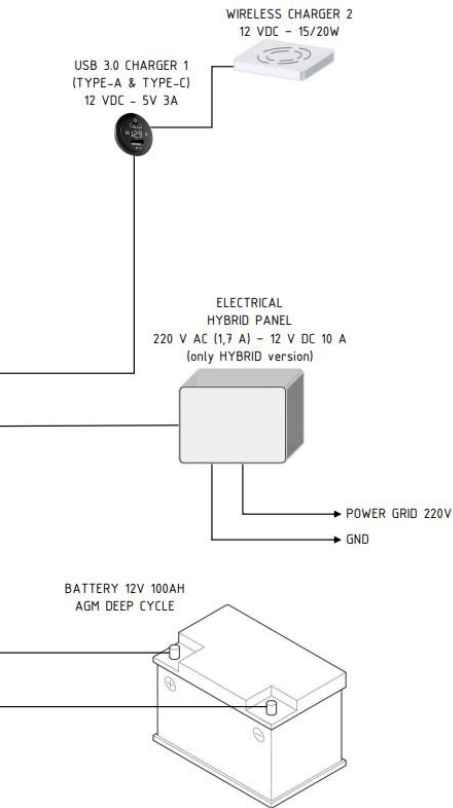 WIRELESS CHARGER 2
12 VDC - 15/20W
USB 3.0 CHARGER 1
(TYPE-A & TYPE-C)
12 VDC - 5V 3A
ELECTRICAL
HYBRID PANEL
220 V AC (1,7 A) - 12 V DC 10 A
(only HYBRID version)
POWER GRID 220V
GND
BATTERY 12V 100AH
AGM DEEP CYCLE
+
-